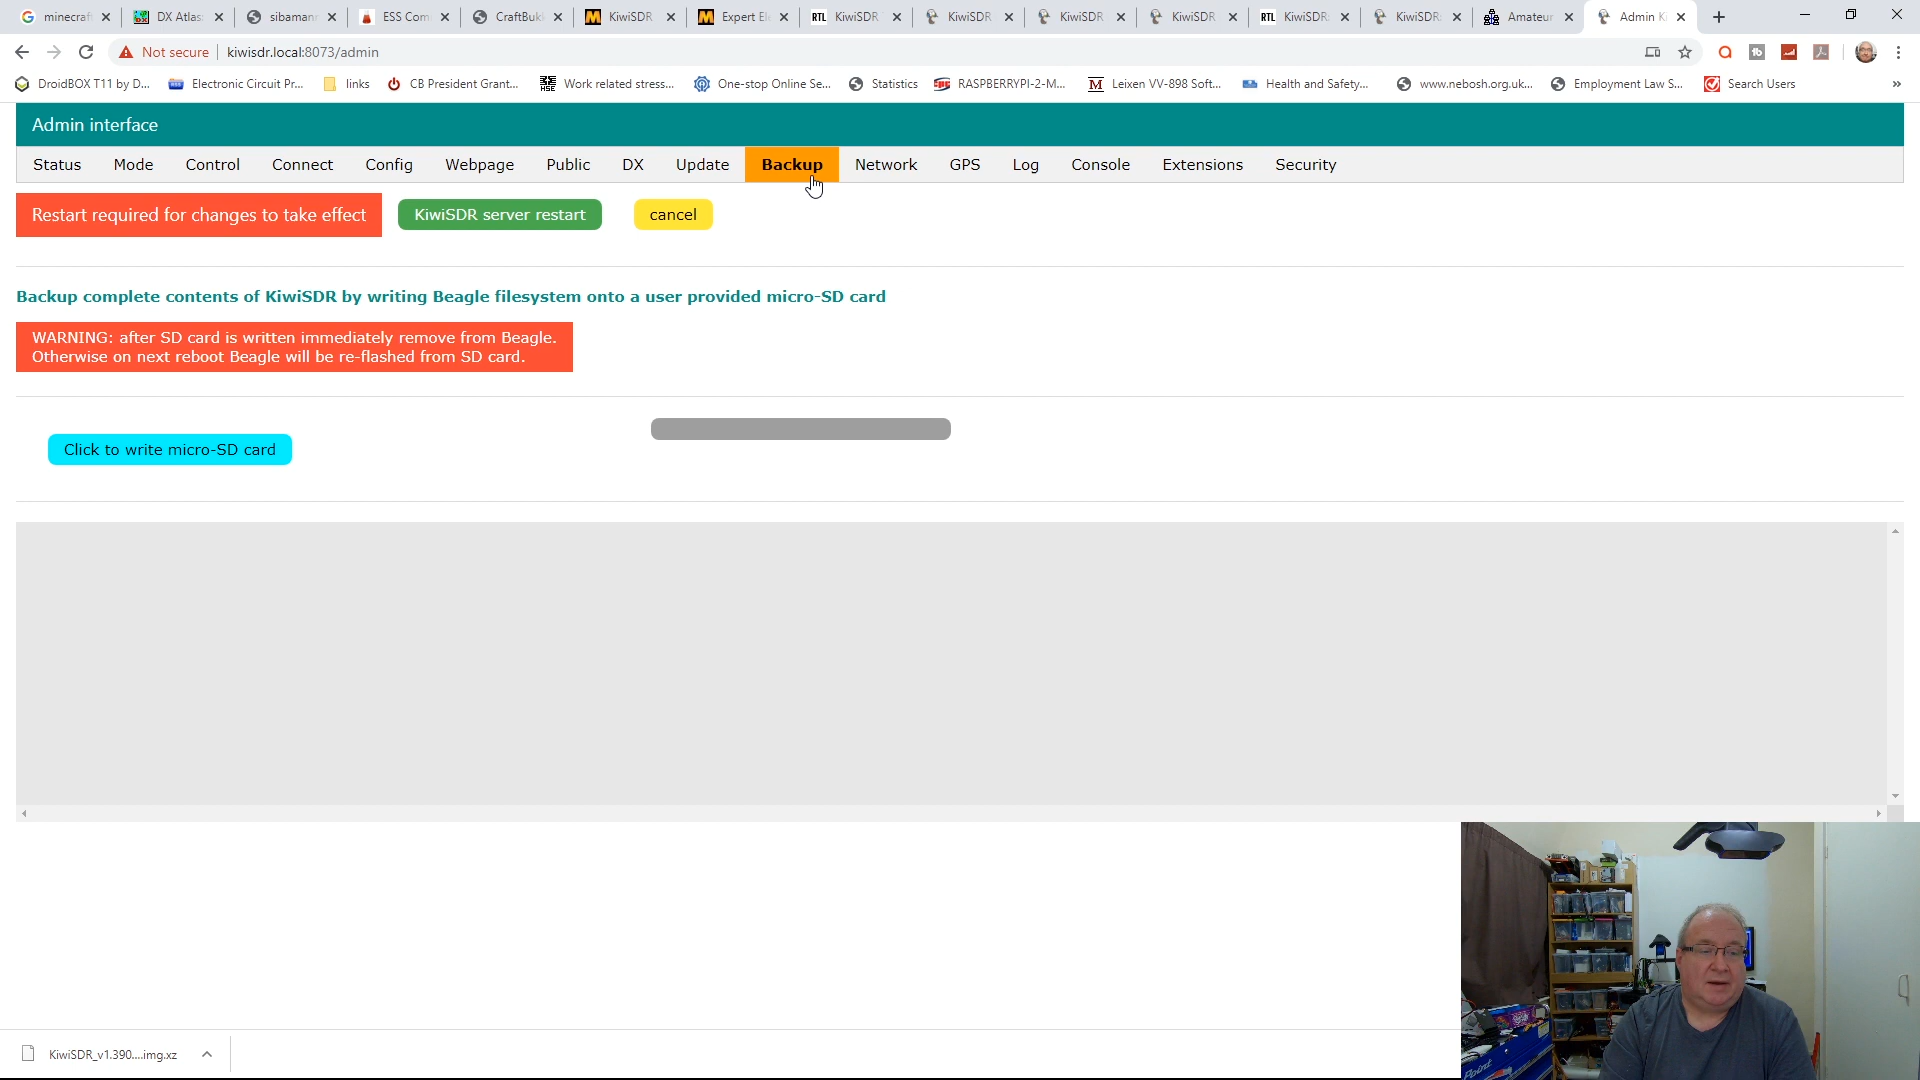 minecraft
DX Atlas
sibamann
ESS Com
CraftBuk
KiwiSDR
Expert El
RTL KiwiSDR
KiwiSDR
KiwiSDR
KiwiSDR
RTL KiwiSDR
KiwiSDR
Amateur
Admin K
Not secure kiwisdr.local:8073/admin
DroidBOX T11 by D...
Electronic Circuit Pr...
links
CB President Grant...
Work related stress...
One-stop Online Se...
Statistics
RASPBERRYPI-2-M...
Leixen VV-898 Soft...
Health and Safety...
www.nebosh.org.uk...
Employment Law S...
Search Users
»
Admin interface
Status Mode Control Connect Config Webpage Public DX Update Backup Network GPS Log Console Extensions Security
Restart required for changes to take effect
KiwiSDR server restart
cancel
Backup complete contents of KiwiSDR by writing Beagle filesystem onto a user provided micro-SD card
WARNING: after SD card is written immediately remove from Beagle.
Otherwise on next reboot Beagle will be re-flashed from SD card.
Click to write micro-SD card
KiwiSDR_v1.390....img.xz